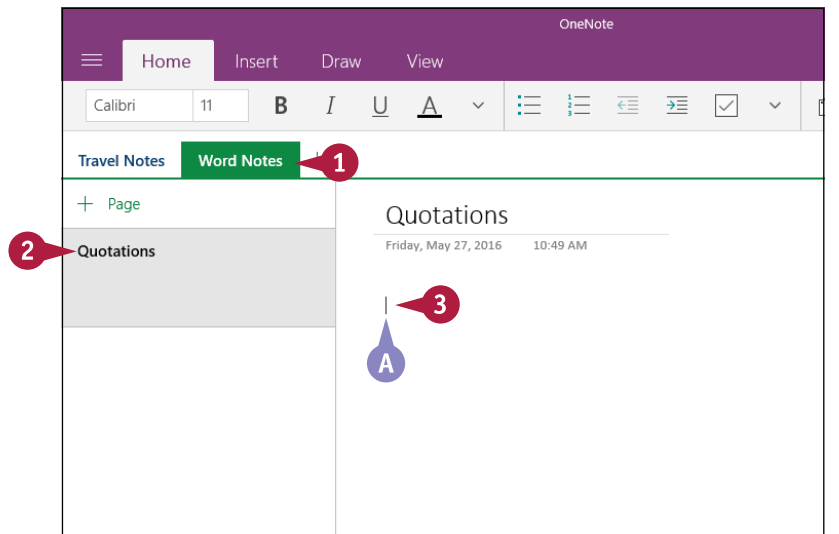 OneNote
Home Insert Draw View
Calibri 11 B I U A
Travel Notes Word Notes 1
+ Page
Quotations
Friday, May 27, 2016 10:49 AM
2 Quotations
3
A